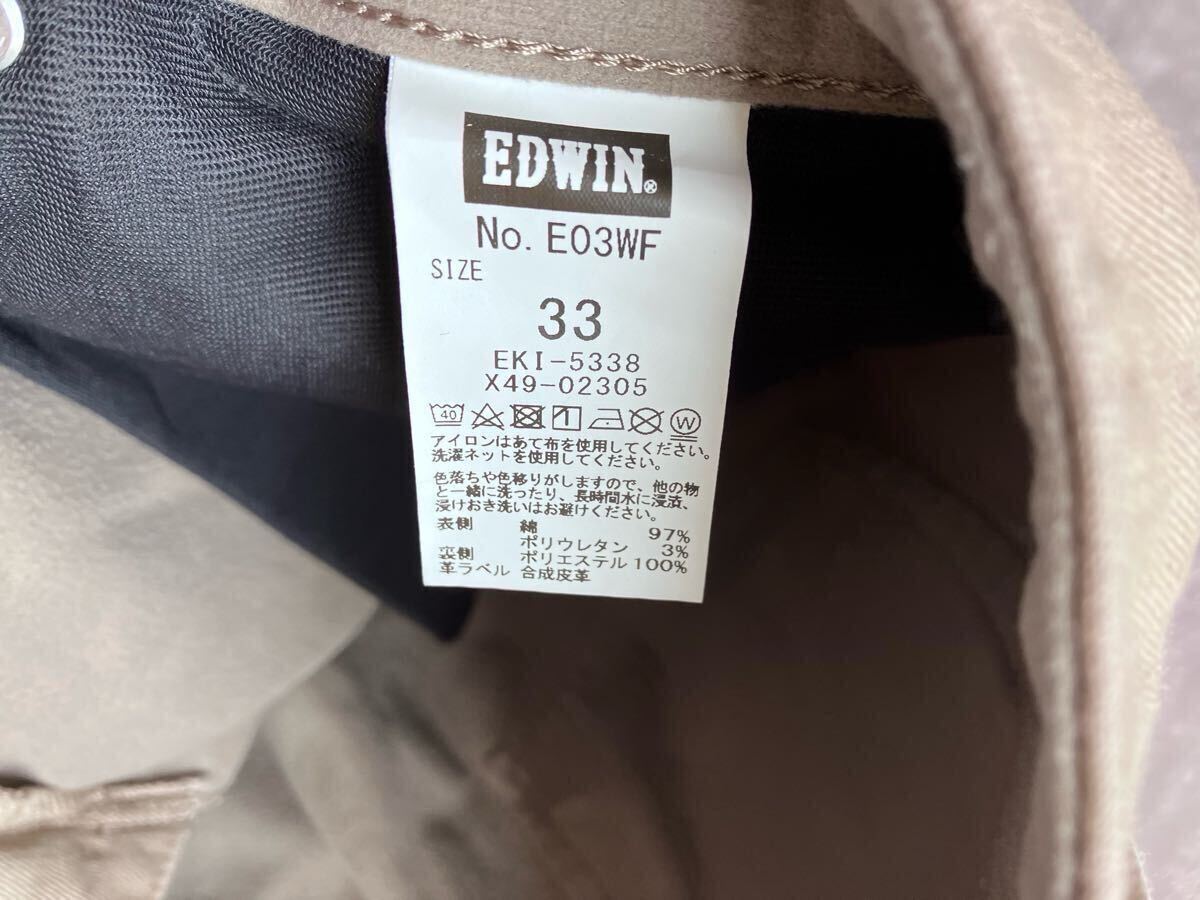 EDWIN®
No. E03WF
SIZE
33
EKI-5338
X49-02305
40 1 W
アイロンはあて布を使用してください。
洗濯ネットを使用してください。
色落ちや色移りがしますので、他の物
と一緒に洗ったり、長時間水に浸漬、
浸けおき洗いはお避けください。
表側 綿 97%
ポリウレタン 3%
裏側 ポリエステル 100%
革ラベル 合成皮革